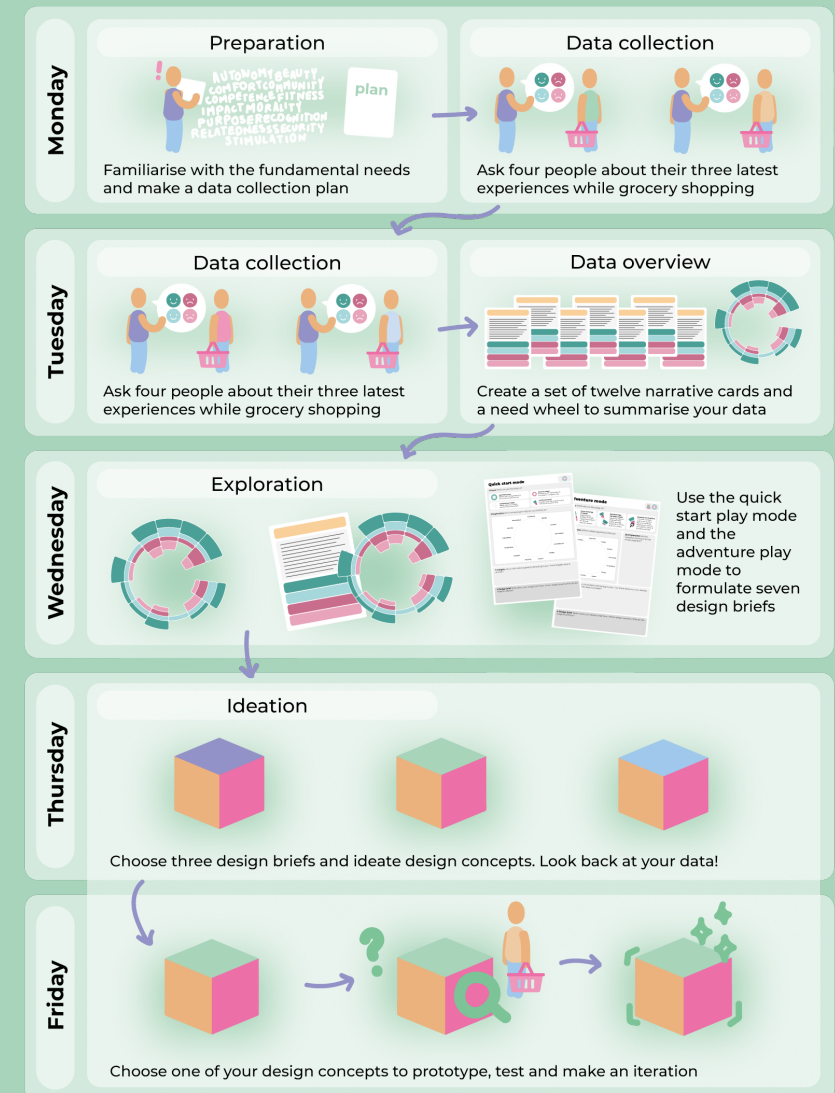 Monday
Preparation
AUTONOMY BEAUTY
COMFORT COMMUNITY
COMPETENCE FITNESS
IMPACT MORALITY
PURPOSE RECOGNITION
RELATEDNESS SECURITY
STIMULATION
plan
Familiarise with the fundamental needs
and make a data collection plan
Data collection
Ask four people about their three latest
experiences while grocery shopping
Tuesday
Data collection
Ask four people about their three latest
experiences while grocery shopping
Data overview
Create a set of twelve narrative cards and
a need wheel to summarise your data
Wednesday
Exploration
Quick start mode
venture mode
Use the quick
start play mode
and the
adventure play
mode to
formulate seven
design briefs
Thursday
Ideation
Choose three design briefs and ideate design concepts. Look back at your data!
Friday
Choose one of your design concepts to prototype, test and make an iteration